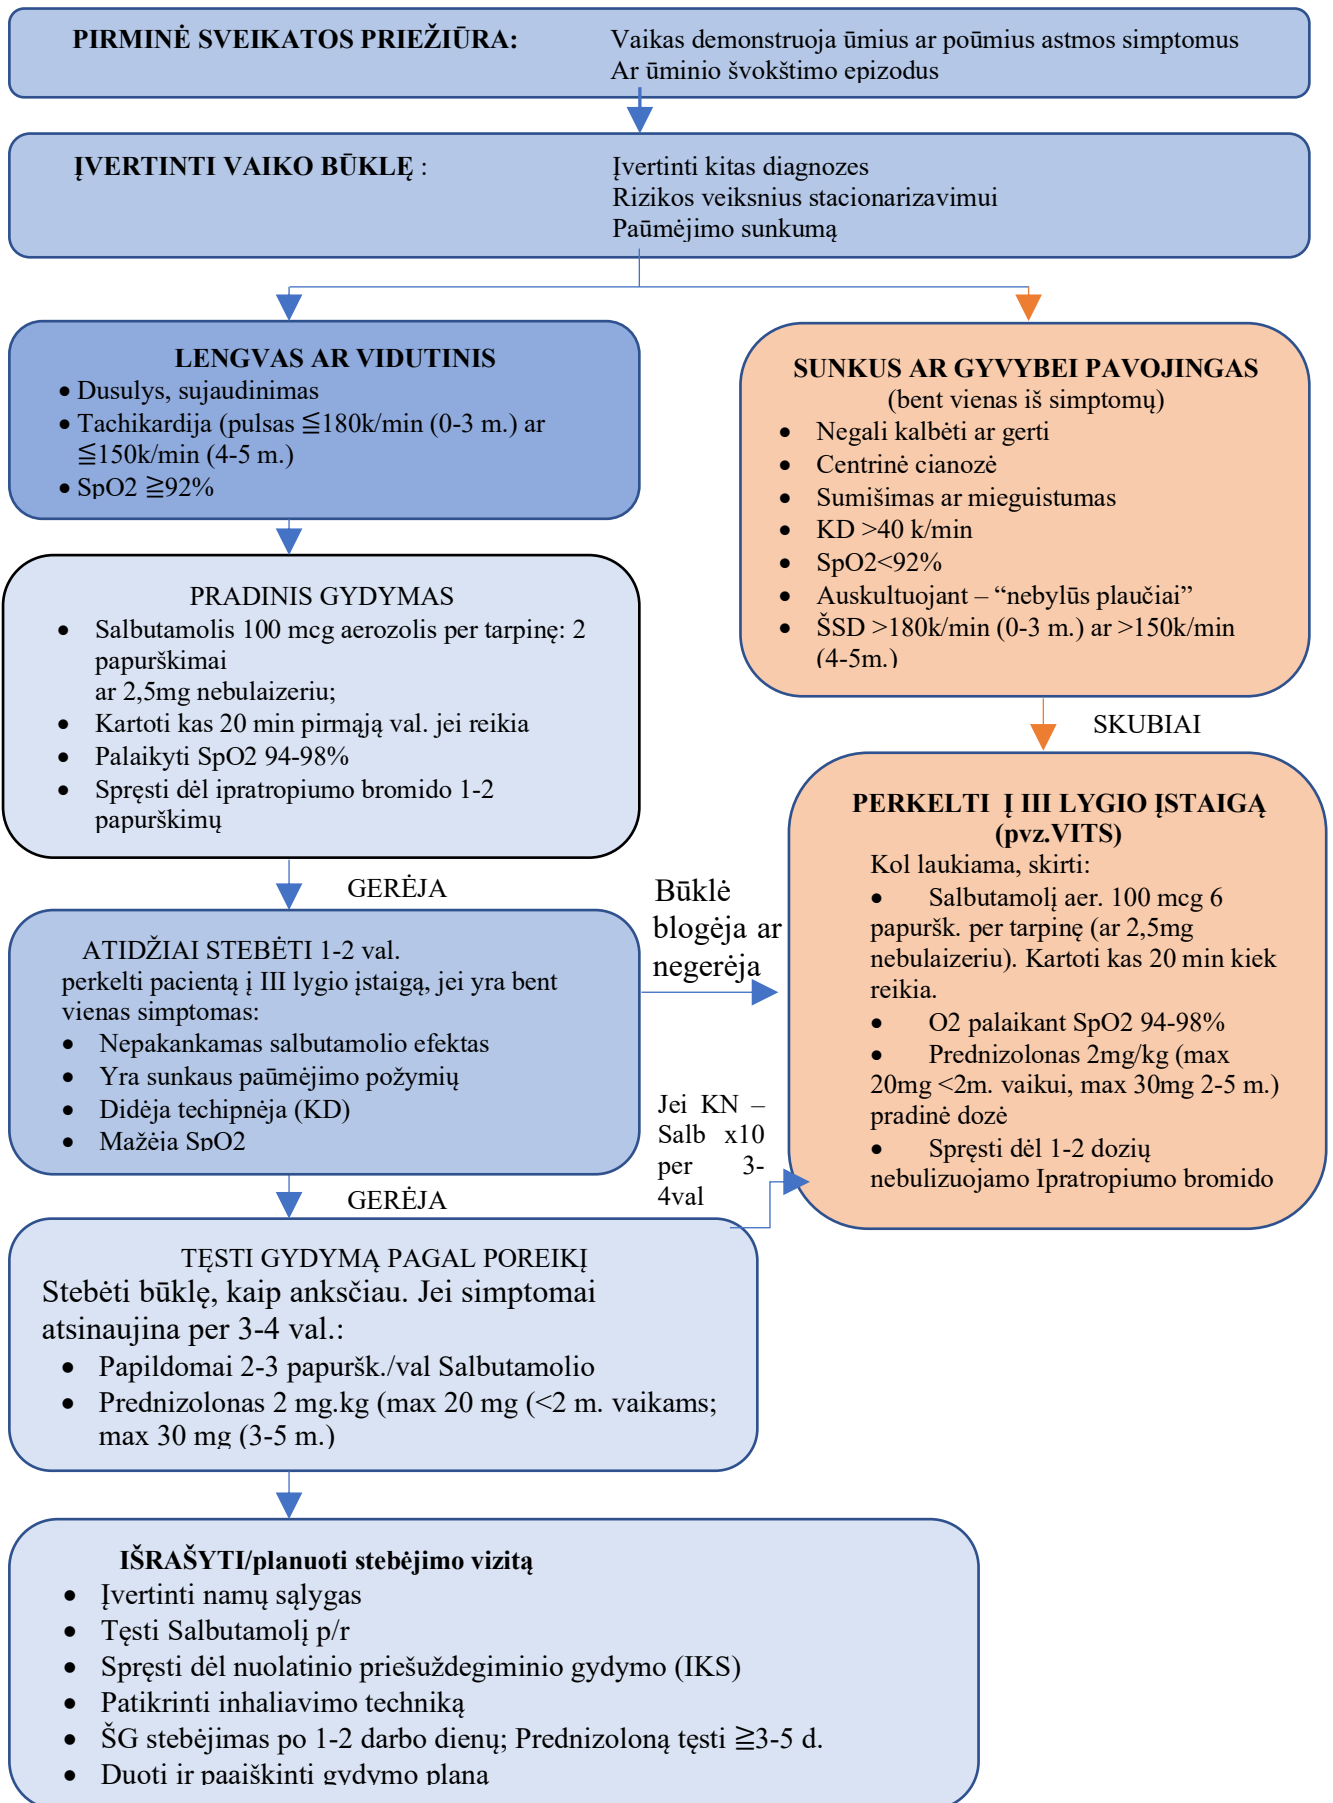 PIRMINĖ SVEIKATOS PRIEŽIŪRA: Vaikas demonstruoja ūmius ar poūmius astmos simptomus
Ar ūminio švokštimo epizodus
ĮVERTINTI VAIKO BŪKLĘ : Įvertinti kitas diagnozes
Rizikos veiksnius stacionarizavimui
Paūmėjimo sunkumą
LENGVAS AR VIDUTINIS
• Dusulys, sujaudinimas
• Tachikardija (pulsas ≦180k/min (0-3 m.) ar
≦150k/min (4-5 m.)
• SpO2 ≧92%
SUNKUS AR GYVYBEI PAVOJINGAS
(bent vienas iš simptomų)
• Negali kalbėti ar gerti
• Centrinė cianozė
• Sumišimas ar mieguistumas
• KD >40 k/min
• SpO2<92%
• Auskultuojant – “nebylūs plaučiai”
• ŠSD >180k/min (0-3 m.) ar >150k/min
(4-5m.)
PRADINIS GYDYMAS
• Salbutamolis 100 mcg aerozolis per tarpinę: 2
papurškimai
ar 2,5mg nebulaizeriu;
• Kartoti kas 20 min pirmąją val. jei reikia
• Palaikyti SpO2 94-98%
• Spręsti dėl ipratropiumo bromido 1-2
papurškimų
SKUBIAI
PERKELTI Į III LYGIO ĮSTAIGĄ
(pvz.VITS)
Kol laukiama, skirti:
• Salbutamolį aer. 100 mcg 6
papuršk. per tarpinę (ar 2,5mg
nebulaizeriu). Kartoti kas 20 min kiek
reikia.
• O2 palaikant SpO2 94-98%
• Prednizolonas 2mg/kg (max
20mg <2m. vaikui, max 30mg 2-5 m.)
pradinė dozė
• Spręsti dėl 1-2 dozių
nebulizuojamo Ipratropiumo bromido
GERĖJA
Būklė
blogėja ar
negerėja
ATIDŽIAI STEBĖTI 1-2 val.
perkelti pacientą į III lygio įstaigą, jei yra bent
vienas simptomas:
• Nepakankamas salbutamolio efektas
• Yra sunkaus paūmėjimo požymių
• Didėja techipnėja (KD)
• Mažėja SpO2
Jei KN –
Salb x10
per 3-
4val
GERĖJA
TĘSTI GYDYMĄ PAGAL POREIKĮ
Stebėti būklę, kaip anksčiau. Jei simptomai
atsinaujina per 3-4 val.:
• Papildomai 2-3 papuršk./val Salbutamolio
• Prednizolonas 2 mg.kg (max 20 mg (<2 m. vaikams;
max 30 mg (3-5 m.)
IŠRAŠYTI/planuoti stebėjimo vizitą
• Įvertinti namų sąlygas
• Tęsti Salbutamolį p/r
• Spręsti dėl nuolatinio priešuždegiminio gydymo (IKS)
• Patikrinti inhaliavimo techniką
• ŠG stebėjimas po 1-2 darbo dienų; Prednizoloną tęsti ≧3-5 d.
• Duoti ir paaiškinti gydymo planą